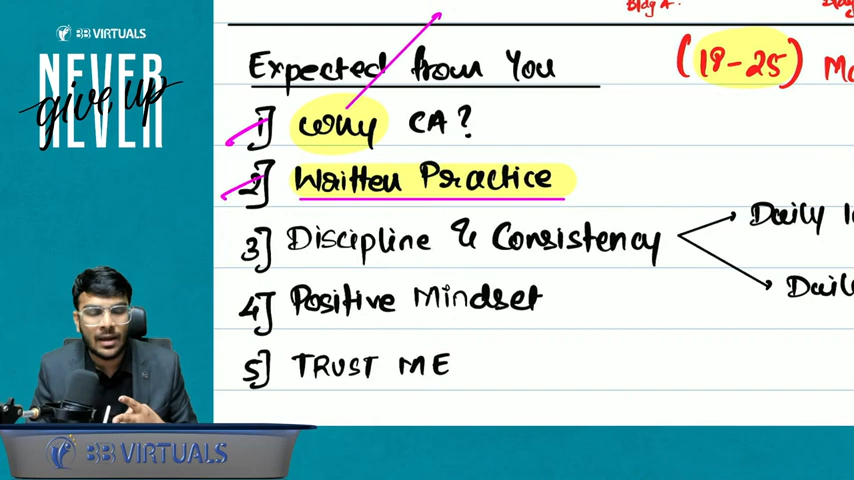 BB VIRTUALS
NEVER
give up
NEVER
Bldg A.
Expected from You
(18-25)
1] Why CA?
2] Written Practice
3] Discipline & Consistency
Daily
4] Positive Mindset
5] TRUST ME
BB VIRTUALS